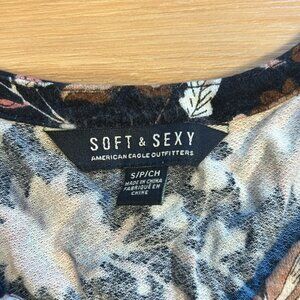 SOFT & SEXY
AMERICAN EAGLE OUTFITTERS
S/P/CH
MADE IN CHINA
FABRIQUÉ EN
CHINE